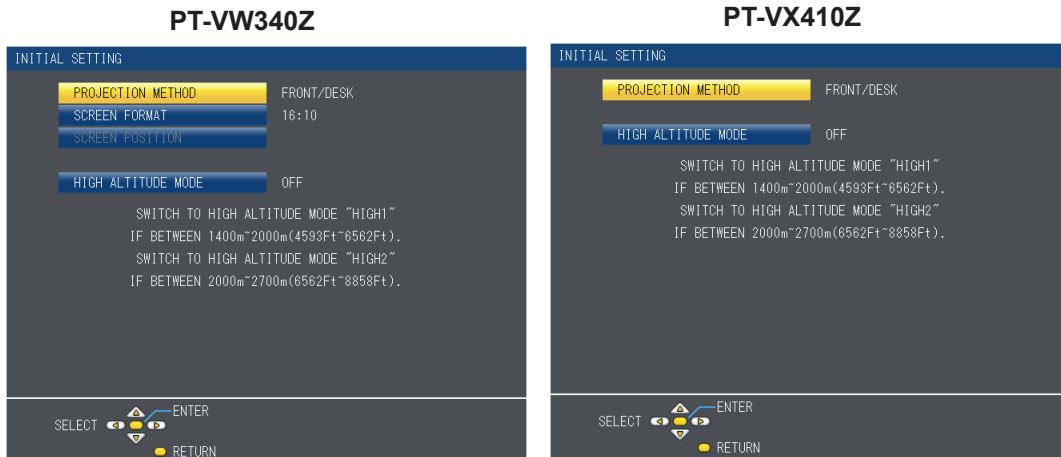 PT-VW340Z
INITIAL SETTING
PROJECTION METHOD FRONT/DESK
SCREEN FORMAT 16:10
SCREEN POSITION
HIGH ALTITUDE MODE OFF
SWITCH TO HIGH ALTITUDE MODE "HIGH1"
IF BETWEEN 1400m~2000m(4593Ft~6562Ft).
SWITCH TO HIGH ALTITUDE MODE "HIGH2"
IF BETWEEN 2000m~2700m(6562Ft~8858Ft).
SELECT ENTER
RETURN
PT-VX410Z
INITIAL SETTING
PROJECTION METHOD FRONT/DESK
HIGH ALTITUDE MODE OFF
SWITCH TO HIGH ALTITUDE MODE "HIGH1"
IF BETWEEN 1400m~2000m(4593Ft~6562Ft).
SWITCH TO HIGH ALTITUDE MODE "HIGH2"
IF BETWEEN 2000m~2700m(6562Ft~8858Ft).
SELECT ENTER
RETURN